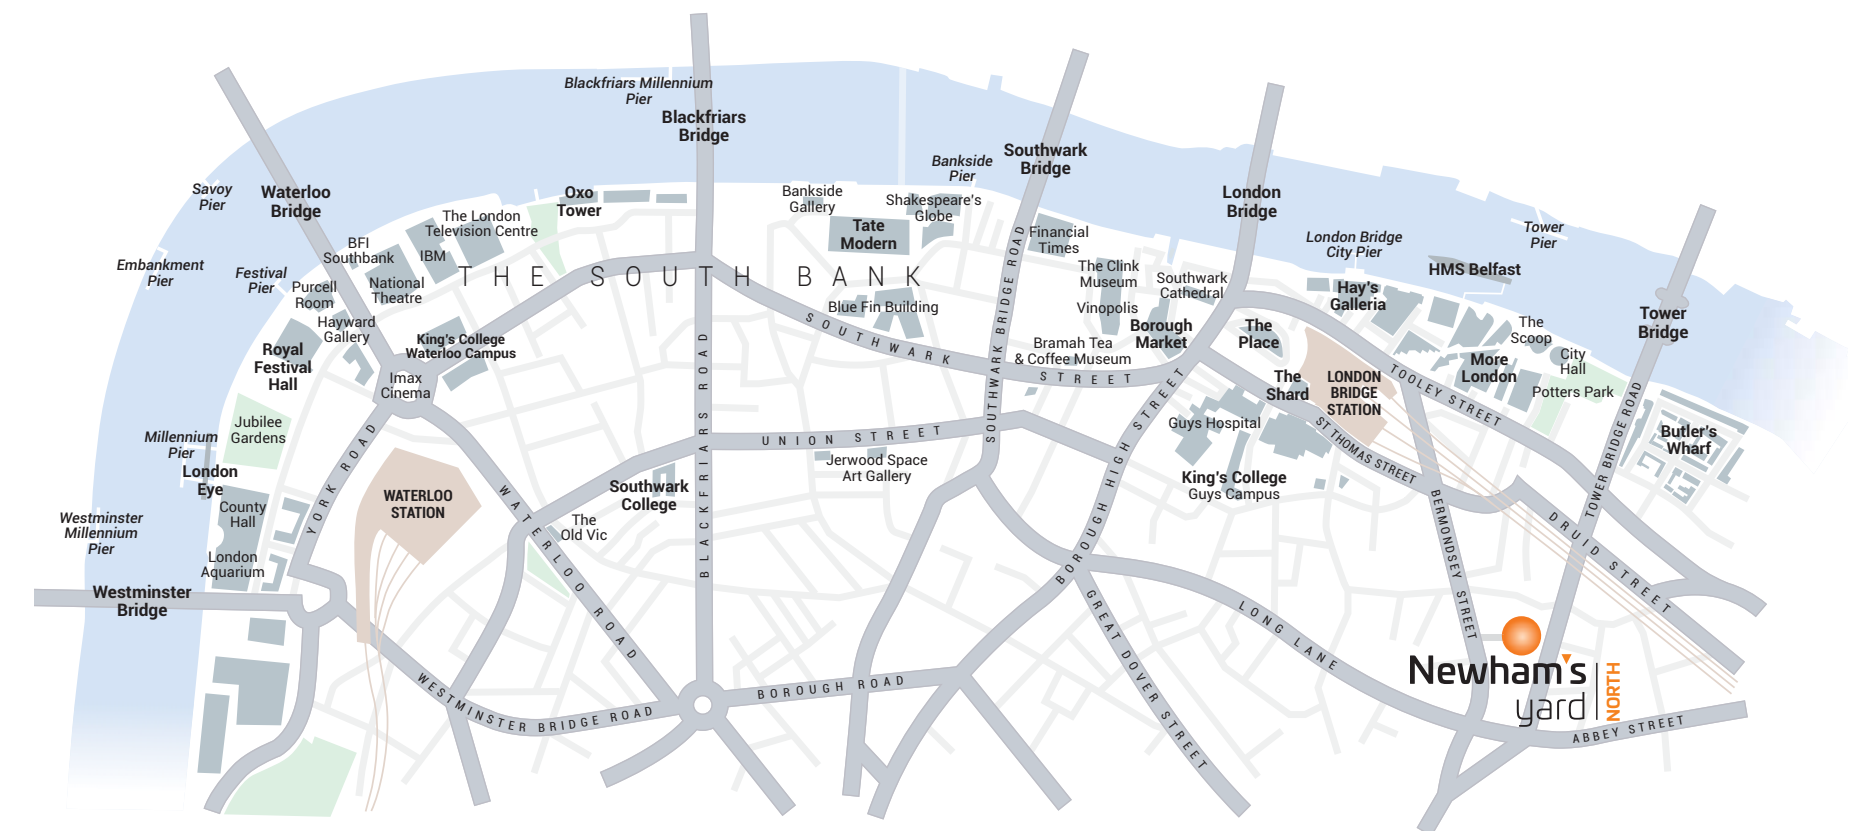 Blackfriars Millennium
Pier
Blackfriars
Bridge
Southwark
Bridge
Bankside
Pier
Savoy
Pier
Waterloo
Bridge
Oxo
Tower
Bankside
Gallery
Shakespeare's
Globe
London
Bridge
The London
Television Centre
Tate
Modern
Financial
Times
Tower
Pier
London Bridge
City Pier
BFI
Southbank
IBM
Embankment
Pier
Festival
Pier
THE SOUTH BANK
The Clink
Museum
Southwark
Cathedral
HMS Belfast
Purcell
Room
National
Theatre
Hay's
Galleria
Blue Fin Building
Vinopolis
Tower
Bridge
Hayward
Gallery
King's College
Waterloo Campus
SOUTHWARK
STREET
SOUTHWARK BRIDGE ROAD
Bramah Tea
& Coffee Museum
Borough
Market
The
Place
The
Scoop
Royal
Festival
Hall
Imax
Cinema
More
London
City
Hall
The
Shard
LONDON
BRIDGE
STATION
TOOLEY STREET
Potters Park
Jubilee
Gardens
Millennium
Pier
London
Eye
UNION STREET
Guys Hospital
ST THOMAS STREET
TOWER BRIDGE ROAD
Butler's
Wharf
YORK ROAD
WATERLOO
STATION
Jerwood Space
Art Gallery
Southwark
College
King's College
Guys Campus
County
Hall
The
Old Vic
WATERLOO ROAD
BLACKFRIARS ROAD
BOROUGH HIGH STREET
BERMONDSEY STREET
DRUID STREET
Westminster
Millennium
Pier
London
Aquarium
Westminster
Bridge
GREAT DOVER STREET
LONG LANE
Newham's
yard
NORTH
WESTMINSTER BRIDGE ROAD
BOROUGH ROAD
ABBEY STREET